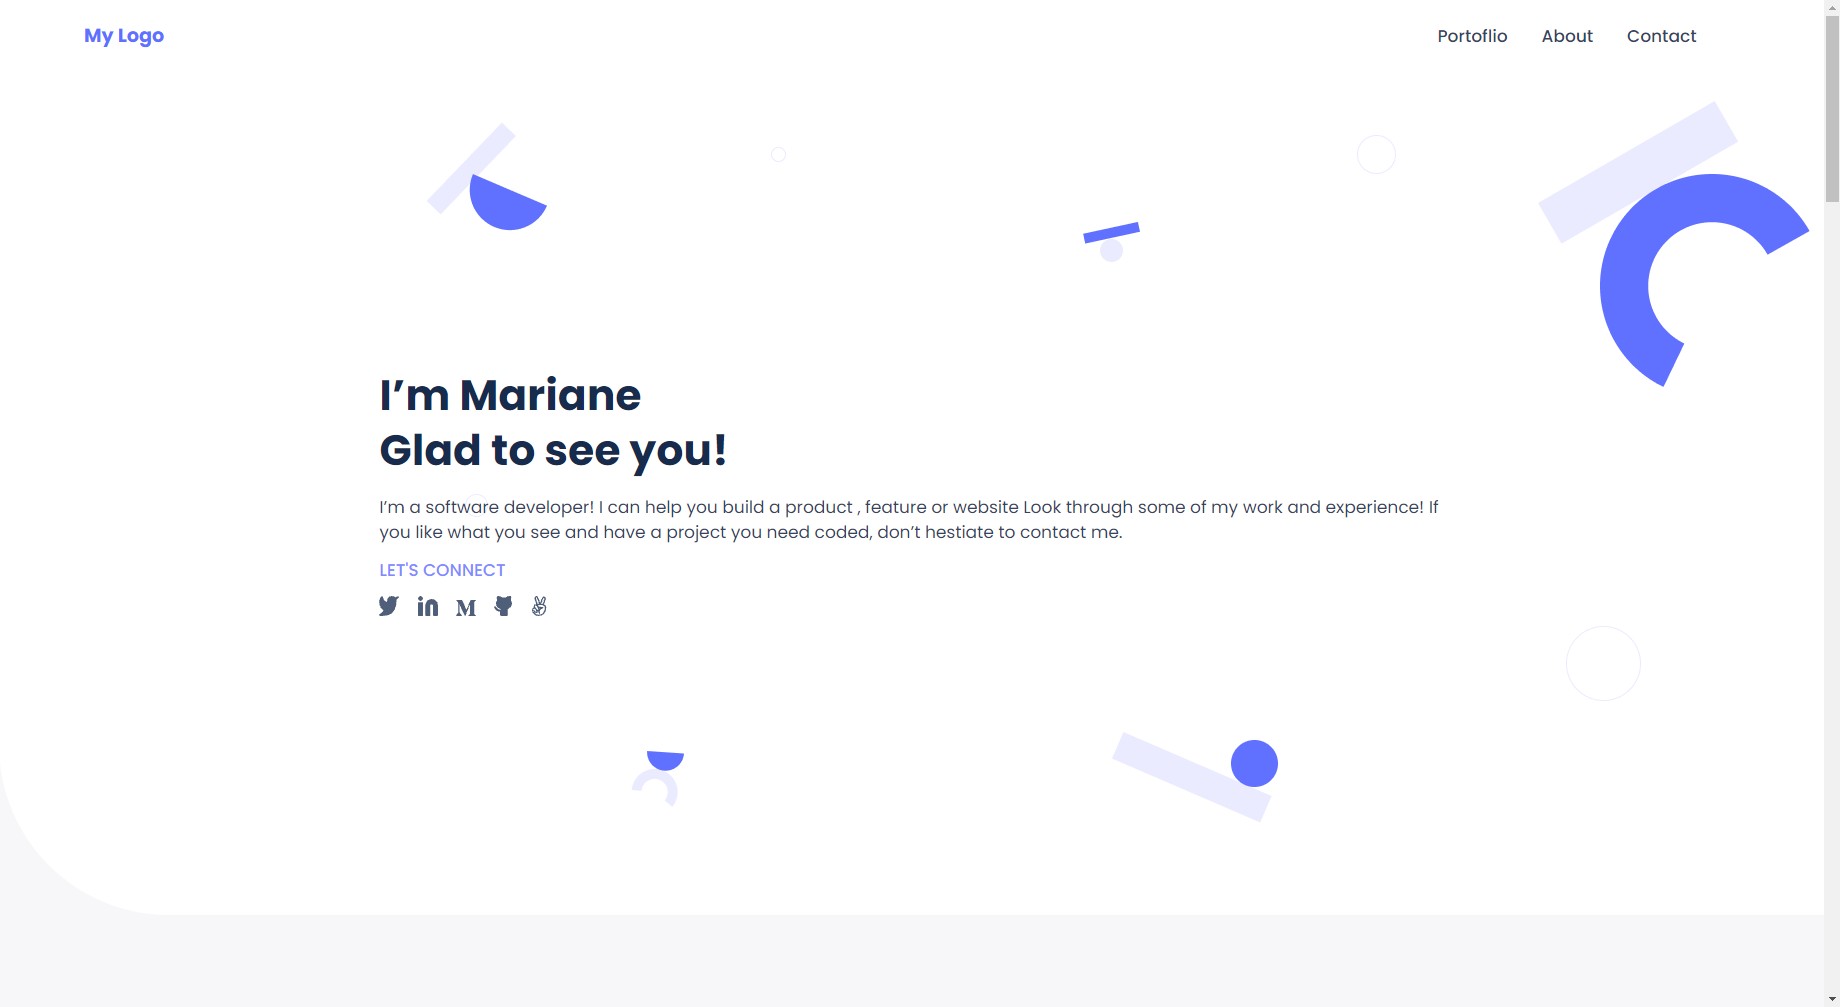 My Logo
Portoflio
About
Contact
I’m Mariane
Glad to see you!
I’m a software developer! I can help you build a product , feature or website Look through some of my work and experience! If
you like what you see and have a project you need coded, don’t hestiate to contact me.
LET'S CONNECT